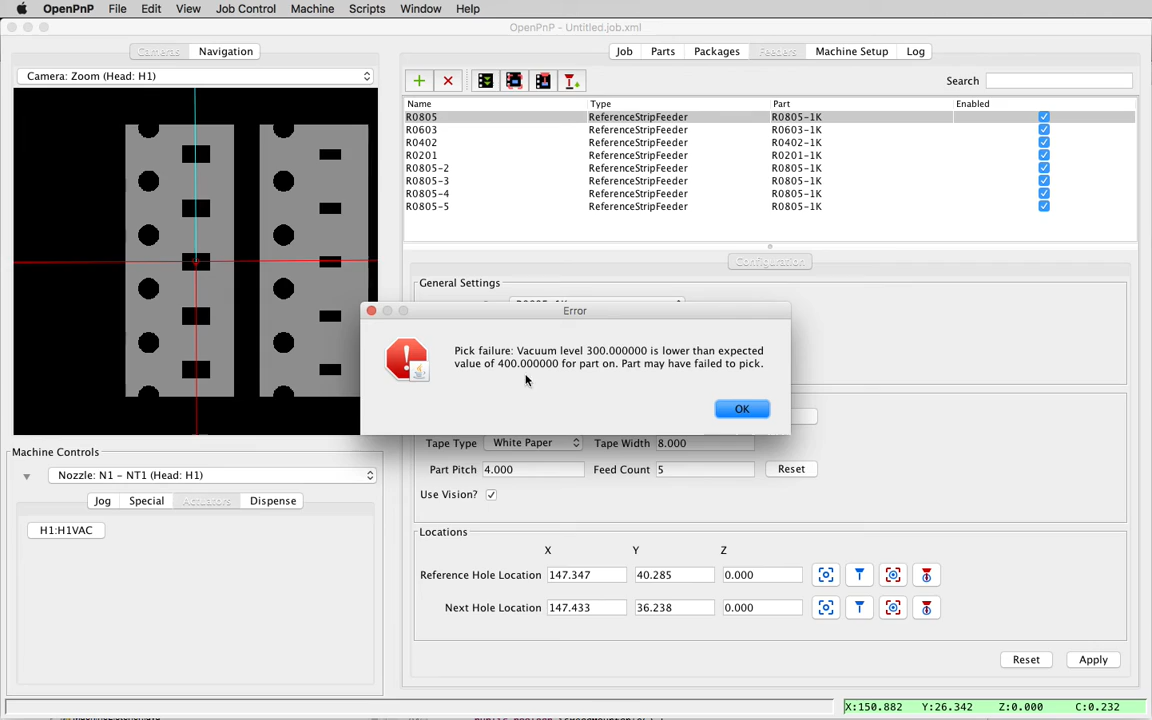 OpenPnP File Edit View Job Control Machine Scripts Window Help
OpenPnP - Untitled.job.xml
Cameras Navigation
Job Parts Packages Feeders Machine Setup Log
Camera: Zoom (Head: H1)
Search
Name Type Part Enabled
R0805 ReferenceStripFeeder R0805-1K
R0603 ReferenceStripFeeder R0603-1K
R0402 ReferenceStripFeeder R0402-1K
R0201 ReferenceStripFeeder R0201-1K
R0805-2 ReferenceStripFeeder R0805-1K
R0805-3 ReferenceStripFeeder R0805-1K
R0805-4 ReferenceStripFeeder R0805-1K
R0805-5 ReferenceStripFeeder R0805-1K
Configuration
General Settings
Error
Pick failure: Vacuum level 300.000000 is lower than expected
value of 400.000000 for part on. Part may have failed to pick.
OK
Tape Type White Paper Tape Width 8.000
Part Pitch 4.000 Feed Count 5 Reset
Use Vision?
Locations
X Y Z
Reference Hole Location 147.347 40.285 0.000
Next Hole Location 147.433 36.238 0.000
Reset Apply
Machine Controls
Nozzle: N1 - NT1 (Head: H1)
Jog Special Actuators Dispense
H1:H1VAC
X:150.882 Y:26.342 Z:0.000 C:0.232